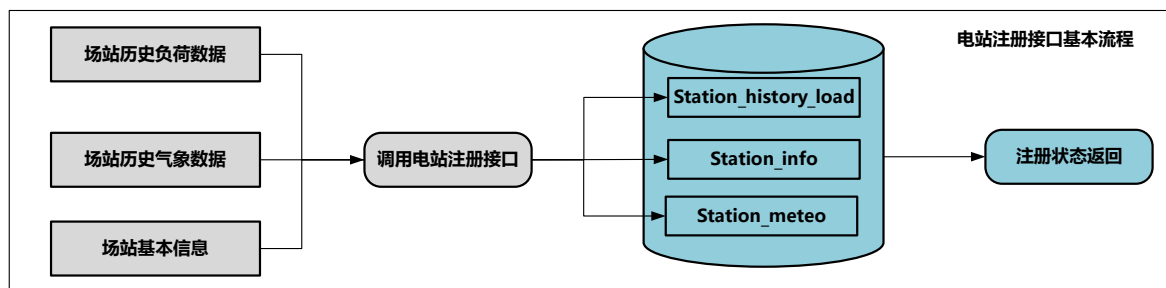 电站注册接口基本流程
场站历史负荷数据
场站历史气象数据
场站基本信息
调用电站注册接口
Station_history_load
Station_info
Station_meteo
注册状态返回